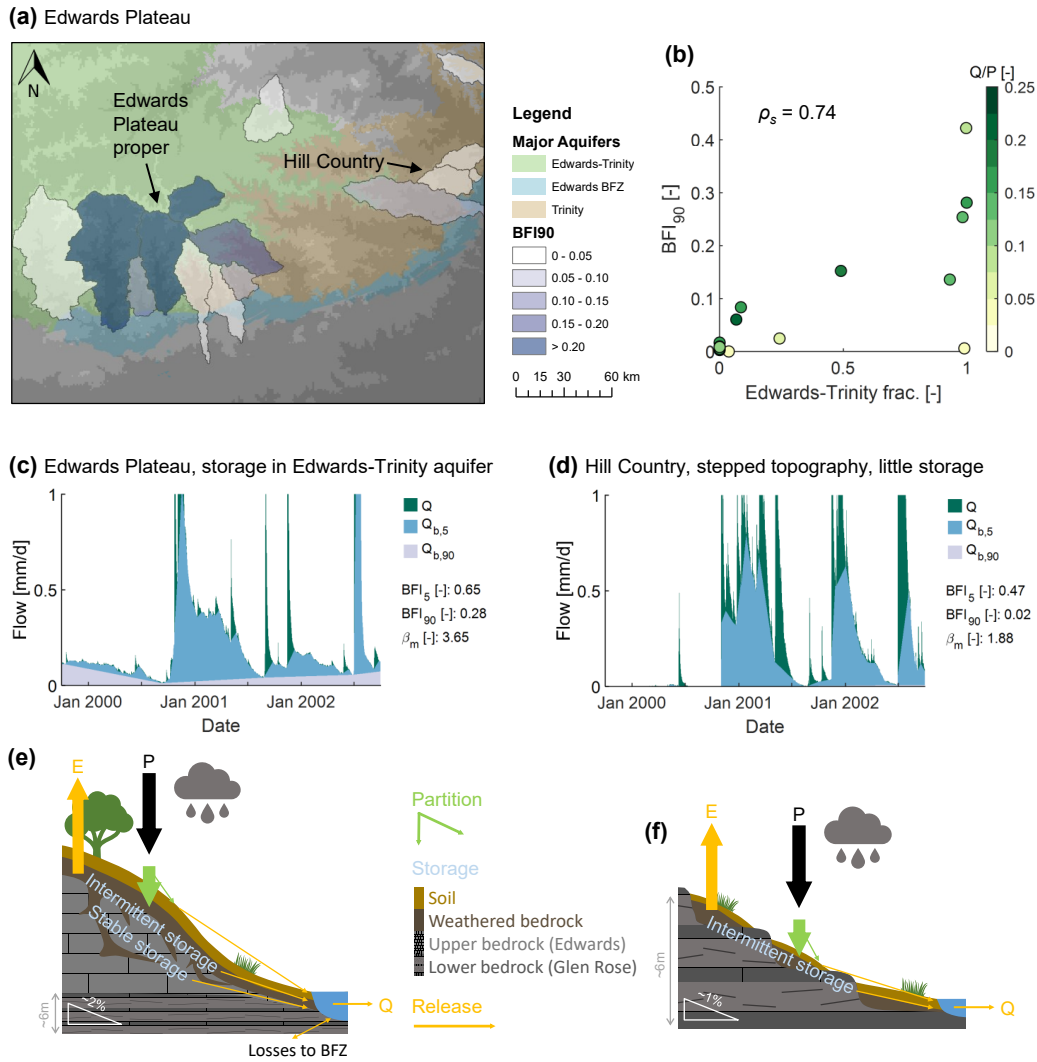 (a) Edwards Plateau
N
Edwards
Plateau
proper
Hill Country
Legend
Major Aquifers
Edwards-Trinity
Edwards BFZ
Trinity
BFI90
0 - 0.05
0.05 - 0.10
0.10 - 0.15
0.15 - 0.20
> 0.20
0 15 30 60 km
(b)
Q/P [-]
ρs = 0.74
BFI90 [-]
0.5
0.4
0.3
0.2
0.1
0
0 0.5 1
Edwards-Trinity frac. [-]
0.25
0.2
0.15
0.1
0.05
0
(c) Edwards Plateau, storage in Edwards-Trinity aquifer
Flow [mm/d]
1
0.5
0
Jan 2000 Jan 2001 Jan 2002
Date
Q
Qb,5
Qb,90
BFI5 [-]: 0.65
BFI90 [-]: 0.28
βm [-]: 3.65
(d) Hill Country, stepped topography, little storage
Flow [mm/d]
1
0.5
0
Jan 2000 Jan 2001 Jan 2002
Date
Q
Qb,5
Qb,90
BFI5 [-]: 0.47
BFI90 [-]: 0.02
βm [-]: 1.88
(e)
E
P
Intermittent storage
Stable storage
~6m
~2%
Q
Losses to BFZ
Partition
Storage
Soil
Weathered bedrock
Upper bedrock (Edwards)
Lower bedrock (Glen Rose)
Release
(f)
E
P
Intermittent storage
~6m
~1%
Q